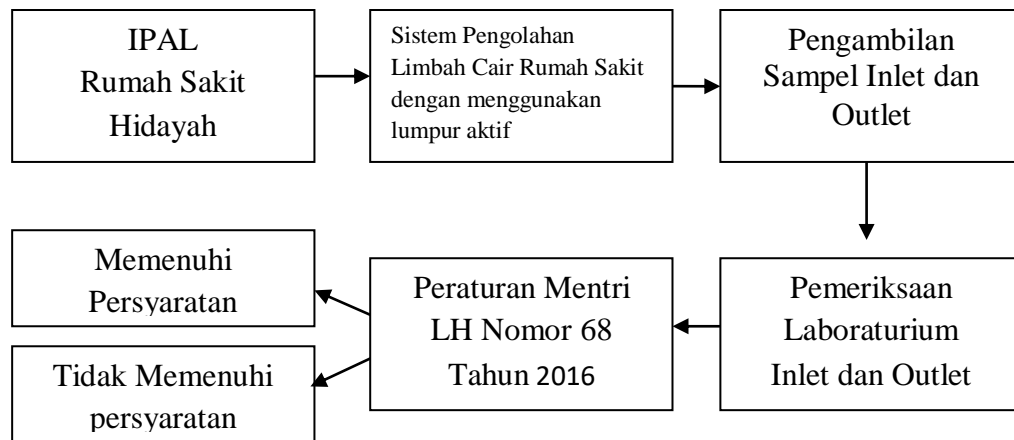 IPAL
Rumah Sakit
Hidayah
Sistem Pengolahan
Limbah Cair Rumah Sakit
dengan menggunakan
lumpur aktif
Pengambilan
Sampel Inlet dan
Outlet
Pemeriksaan
Laboraturium
Inlet dan Outlet
Peraturan Mentri
LH Nomor 68
Tahun 2016
Memenuhi
Persyaratan
Tidak Memenuhi
persyaratan